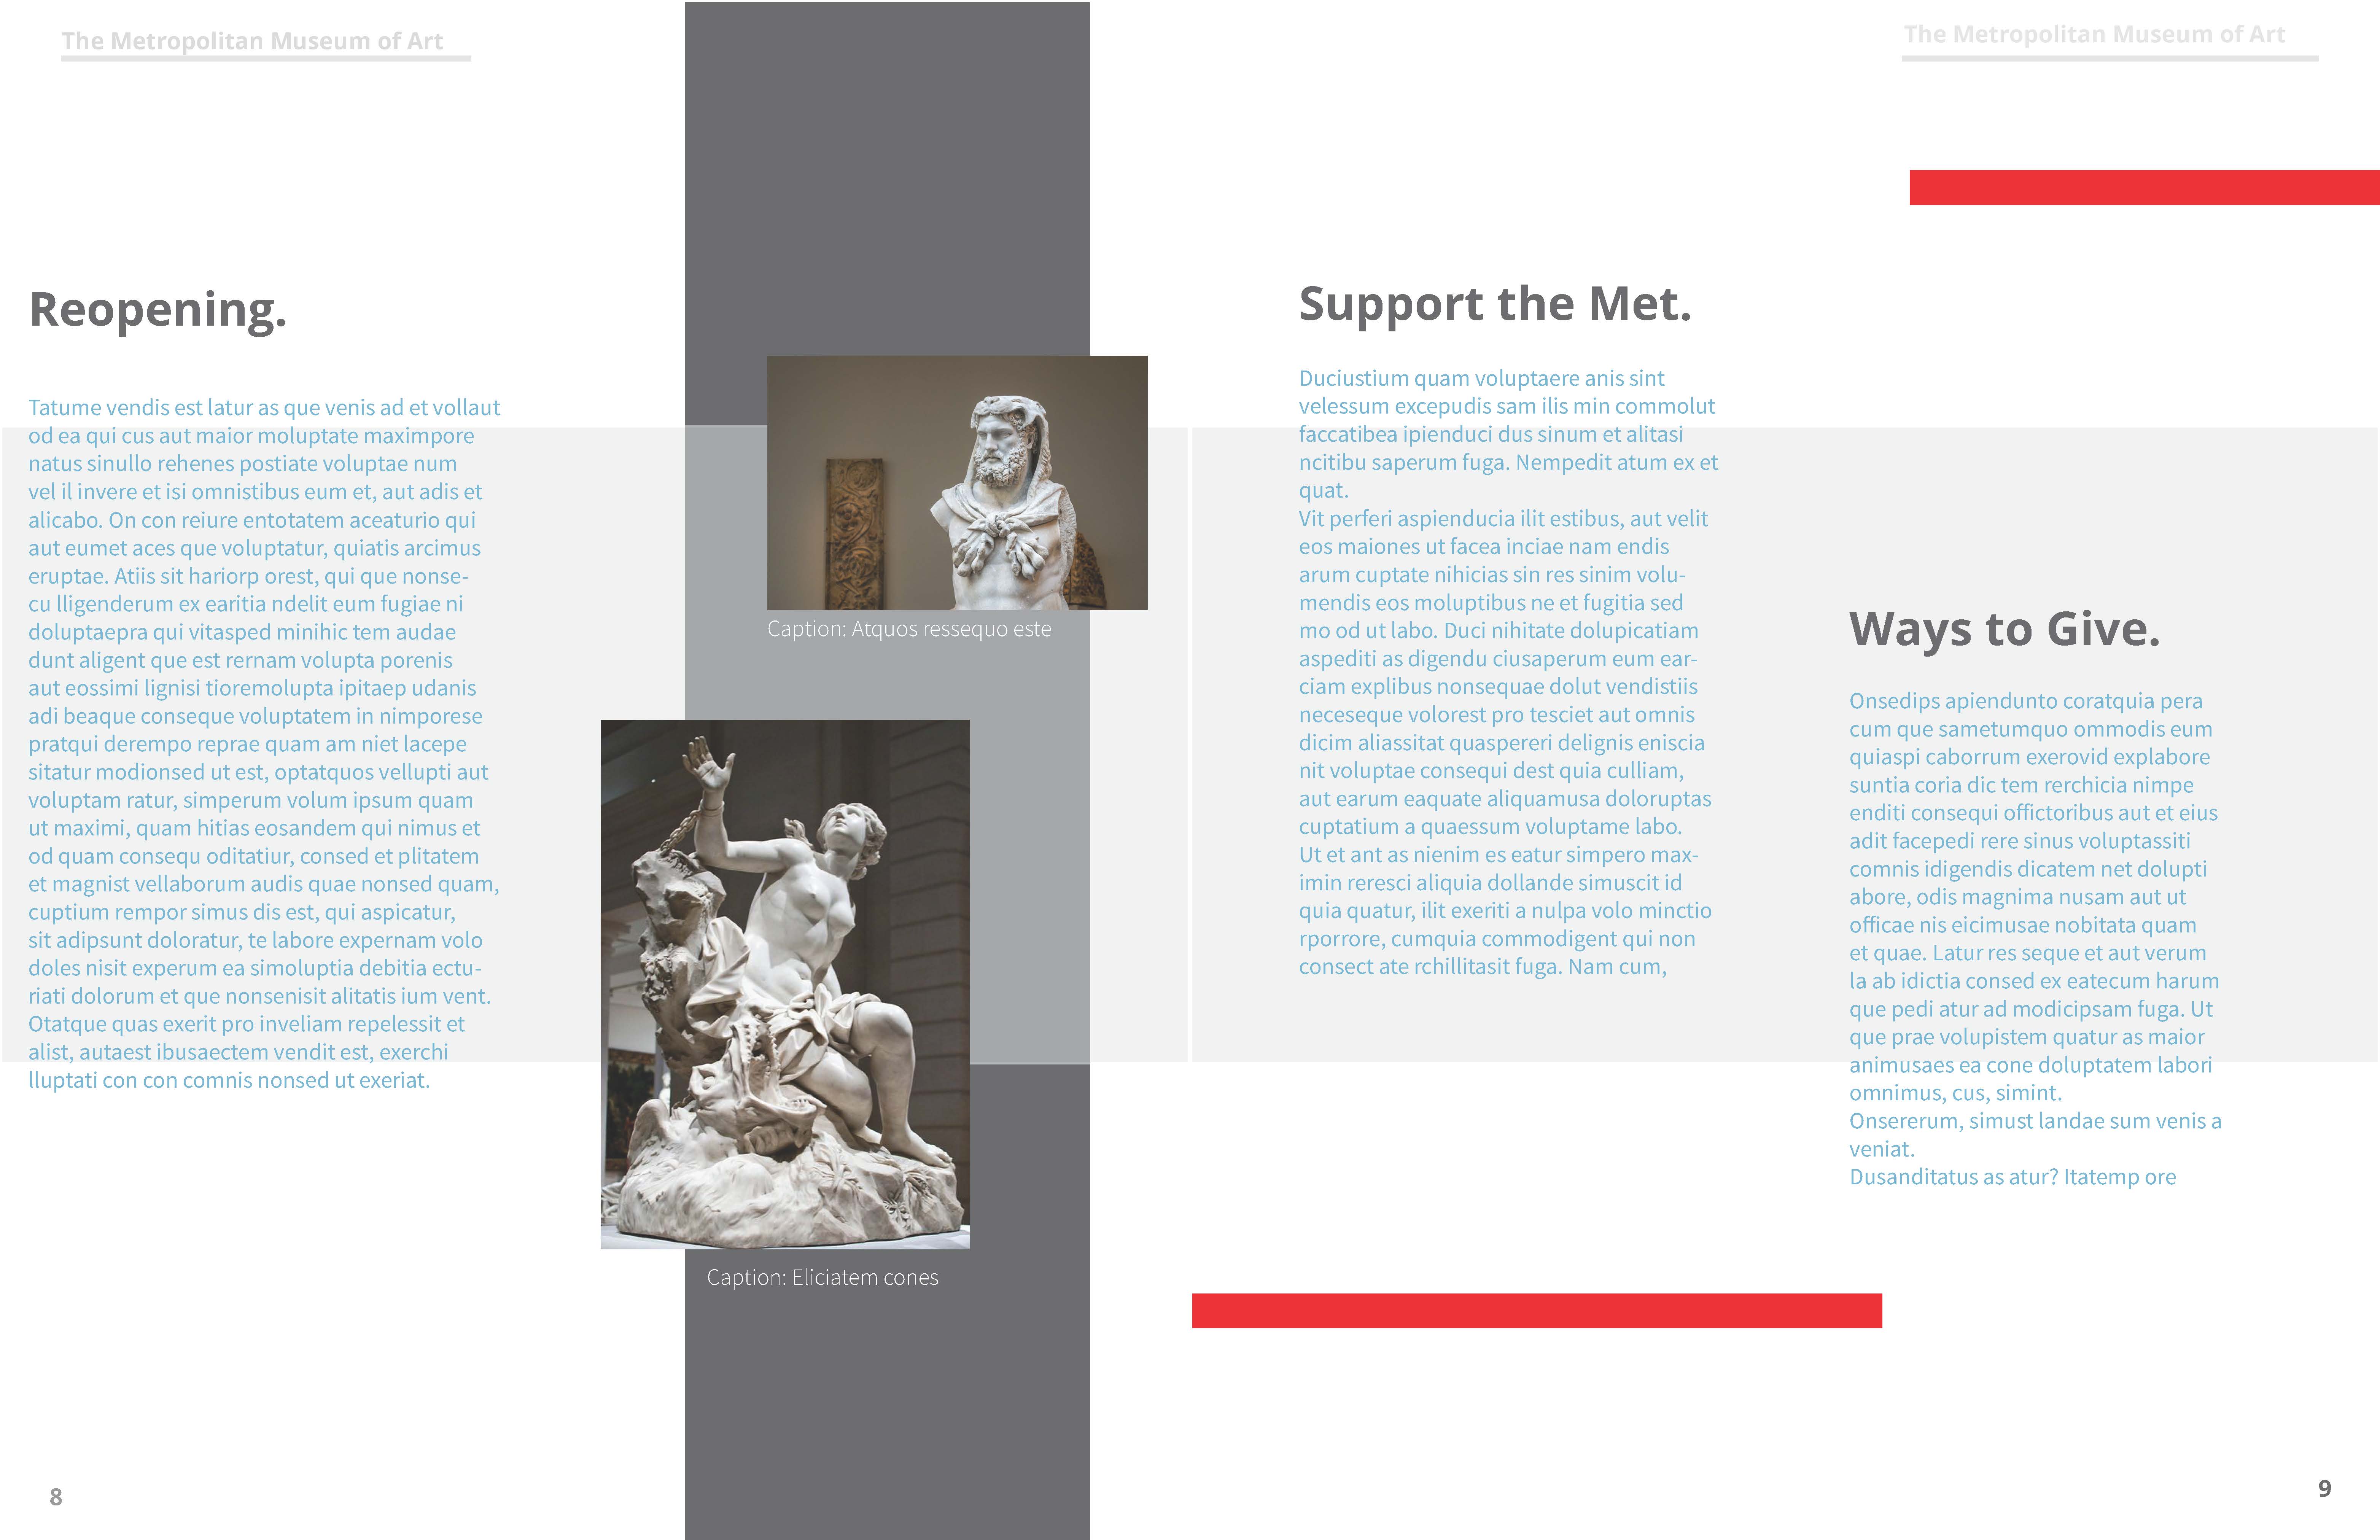 The Metropolitan Museum of Art
Reopening.
Tatume vendis est latur as que venis ad et vollaut
od ea qui cus aut maior moluptate maximpore
natus sinullo rehenes postiate voluptae num
vel il invere et isi omnistibus eum et, aut adis et
alicabo. On con reiure entotatem aceaturio qui
aut eumet aces que voluptatur, quiatis arcimus
eruptae. Atiis sit hariorp orest, qui que nonse-
cu lligenderum ex earitia ndelit eum fugiae ni
doluptaepra qui vitasped minihic tem audae
dunt aligent que est rernam volupta porenis
aut eossimi lignisi tioremolupta ipitaep udanis
adi beaque conseque voluptatem in nimporese
pratqui derempo reprae quam am niet lacepe
sitatur modionsed ut est, optatquos vellupti aut
voluptam ratur, simperum volum ipsum quam
ut maximi, quam hitias eosandem qui nimus et
od quam consequ oditatiur, consed et plitatem
et magnist vellaborum audis quae nonsed quam,
cuptium rempor simus dis est, qui aspicatur,
sit adipsunt doloratur, te labore expernam volo
doles nisit experum ea simoluptia debitia ectu-
riati dolorum et que nonsenisit alitatis ium vent.
Otatque quas exerit pro inveliam repelessit et
alist, autaest ibusaectem vendit est, exerchi
lluptati con con comnis nonsed ut exeriat.
Caption: Atquos ressequo este
Caption: Eliciatem cones
8
The Metropolitan Museum of Art
Support the Met.
Duciustium quam voluptaere anis sint
velessum excepudis sam ilis min commolut
faccatibea ipienduci dus sinum et alitasi
ncitibu saperum fuga. Nempedit atum ex et
quat.
Vit perferi aspienducia ilit estibus, aut velit
eos maiones ut facea inciae nam endis
arum cuptate nihicias sin res sinim volu-
mendis eos moluptibus ne et fugitia sed
mo od ut labo. Duci nihitate dolupicatiam
aspediti as digendu ciusaperum eum ear-
ciam explibus nonsequae dolut vendistiis
neceseque volorest pro tesciet aut omnis
dicim aliassitat quaspereri delignis eniscia
nit voluptae consequi dest quia culliam,
aut earum eaquate aliquamusa doloruptas
cuptatium a quaessum voluptame labo.
Ut et ant as nienim es eatur simpero max-
imin reresci aliquia dollande simuscit id
quia quatur, ilit exeriti a nulpa volo minctio
rporrore, cumquia commodigent qui non
consect ate rchillitasit fuga. Nam cum,
Ways to Give.
Onsedips apiendunto coratquia pera
cum que sametumquo ommodis eum
quiaspi caborrum exerovid explabore
suntia coria dic tem rerchicia nimpe
enditi consequi offictoribus aut et eius
adit facepedi rere sinus voluptassiti
comnis idigendis dicatem net dolupti
abore, odis magnima nusam aut ut
officae nis eicimusae nobitata quam
et quae. Latur res seque et aut verum
la ab idictia consed ex eatecum harum
que pedi atur ad modicipsam fuga. Ut
que prae volupistem quatur as maior
animusaes ea cone doluptatem labori
omnimus, cus, simint.
Onsererum, simust landae sum venis a
veniat.
Dusanditatus as atur? Itatemp ore
9